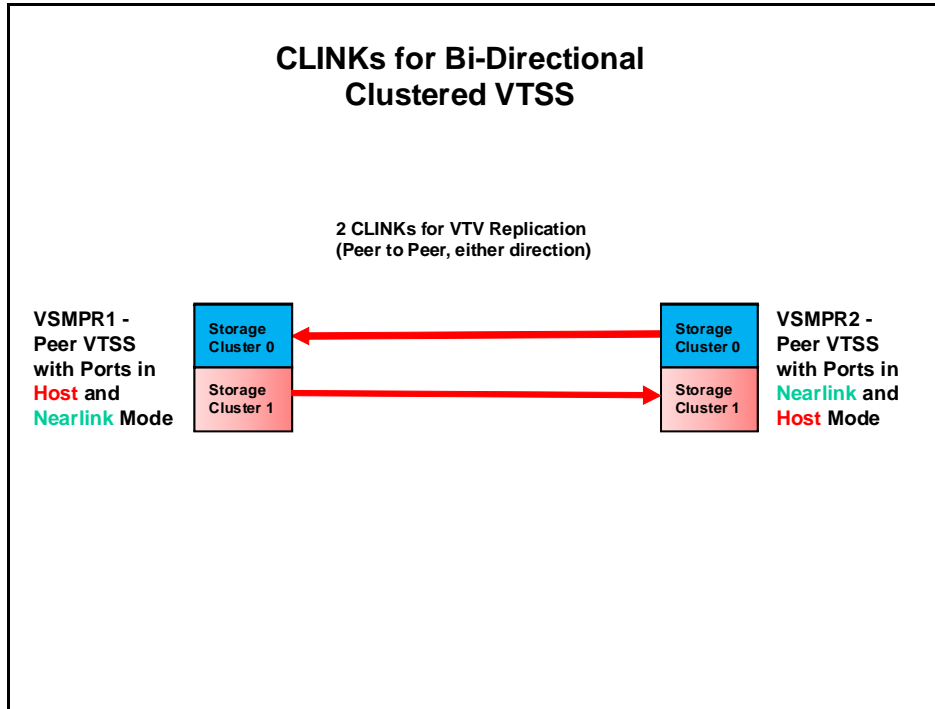 CLINKs for Bi-Directional
Clustered VTSS
2 CLINKs for VTV Replication
(Peer to Peer, either direction)
VSMPR1 -
Peer VTSS
with Ports in
Host and
Nearlink Mode
Storage
Cluster 0
Storage
Cluster 1
Storage
Cluster 0
Storage
Cluster 1
VSMPR2 -
Peer VTSS
with Ports in
Nearlink and
Host Mode